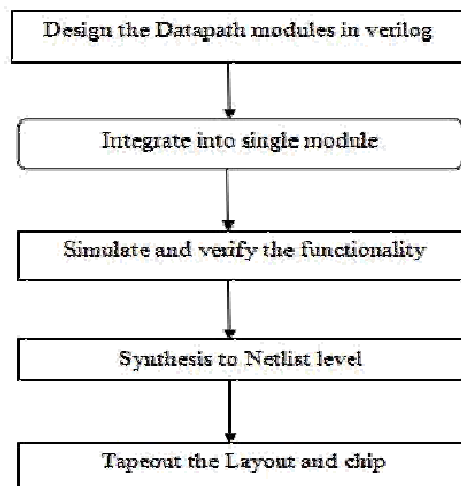 Design the Datapath modules in verilog
Integrate into single module
Simulate and verify the functionality
Synthesis to Netlist level
Tapeout the Layout and chip